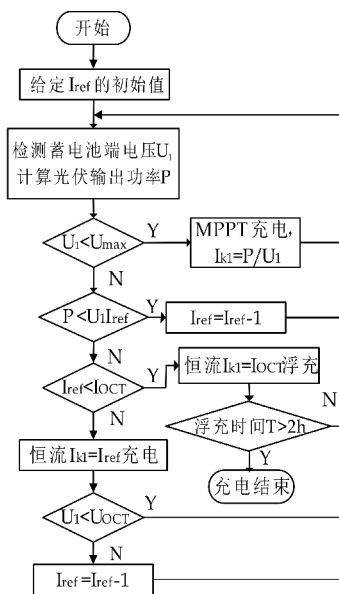 开始
给定Iref的初始值
检测蓄电池端电压U1
计算光伏输出功率P
U1<Umax
Y
MPPT充电,
Ik1=P/U1
N
P<U1Iref
Y
Iref=Iref-1
N
Iref<IOCT
Y
恒流Ik1=IOCT浮充
N
浮充时间T>2h
N
恒流Ik1=Iref充电
Y
充电结束
U1<UOCT
Y
N
Iref=Iref-1